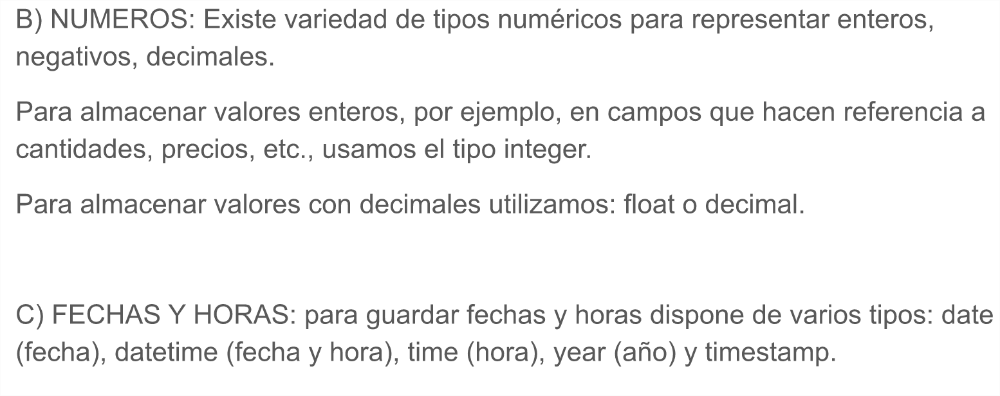 B) NUMEROS: Existe variedad de tipos numéricos para representar enteros,
negativos, decimales.
Para almacenar valores enteros, por ejemplo, en campos que hacen referencia a
cantidades, precios, etc., usamos el tipo integer.
Para almacenar valores con decimales utilizamos: float o decimal.
C) FECHAS Y HORAS: para guardar fechas y horas dispone de varios tipos: date
(fecha), datetime (fecha y hora), time (hora), year (año) y timestamp.